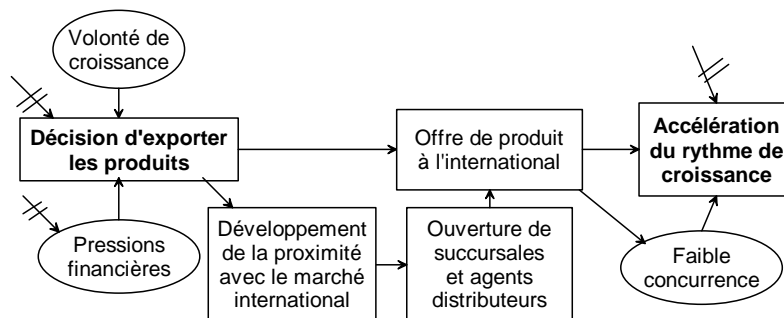 Volonté de
croissance
Décision d'exporter
les produits
Offre de produit
à l'international
Accélération
du rythme de
croissance
Pressions
financières
Développement
de la proximité
avec le marché
international
Ouverture de
succursales
et agents
distributeurs
Faible
concurrence